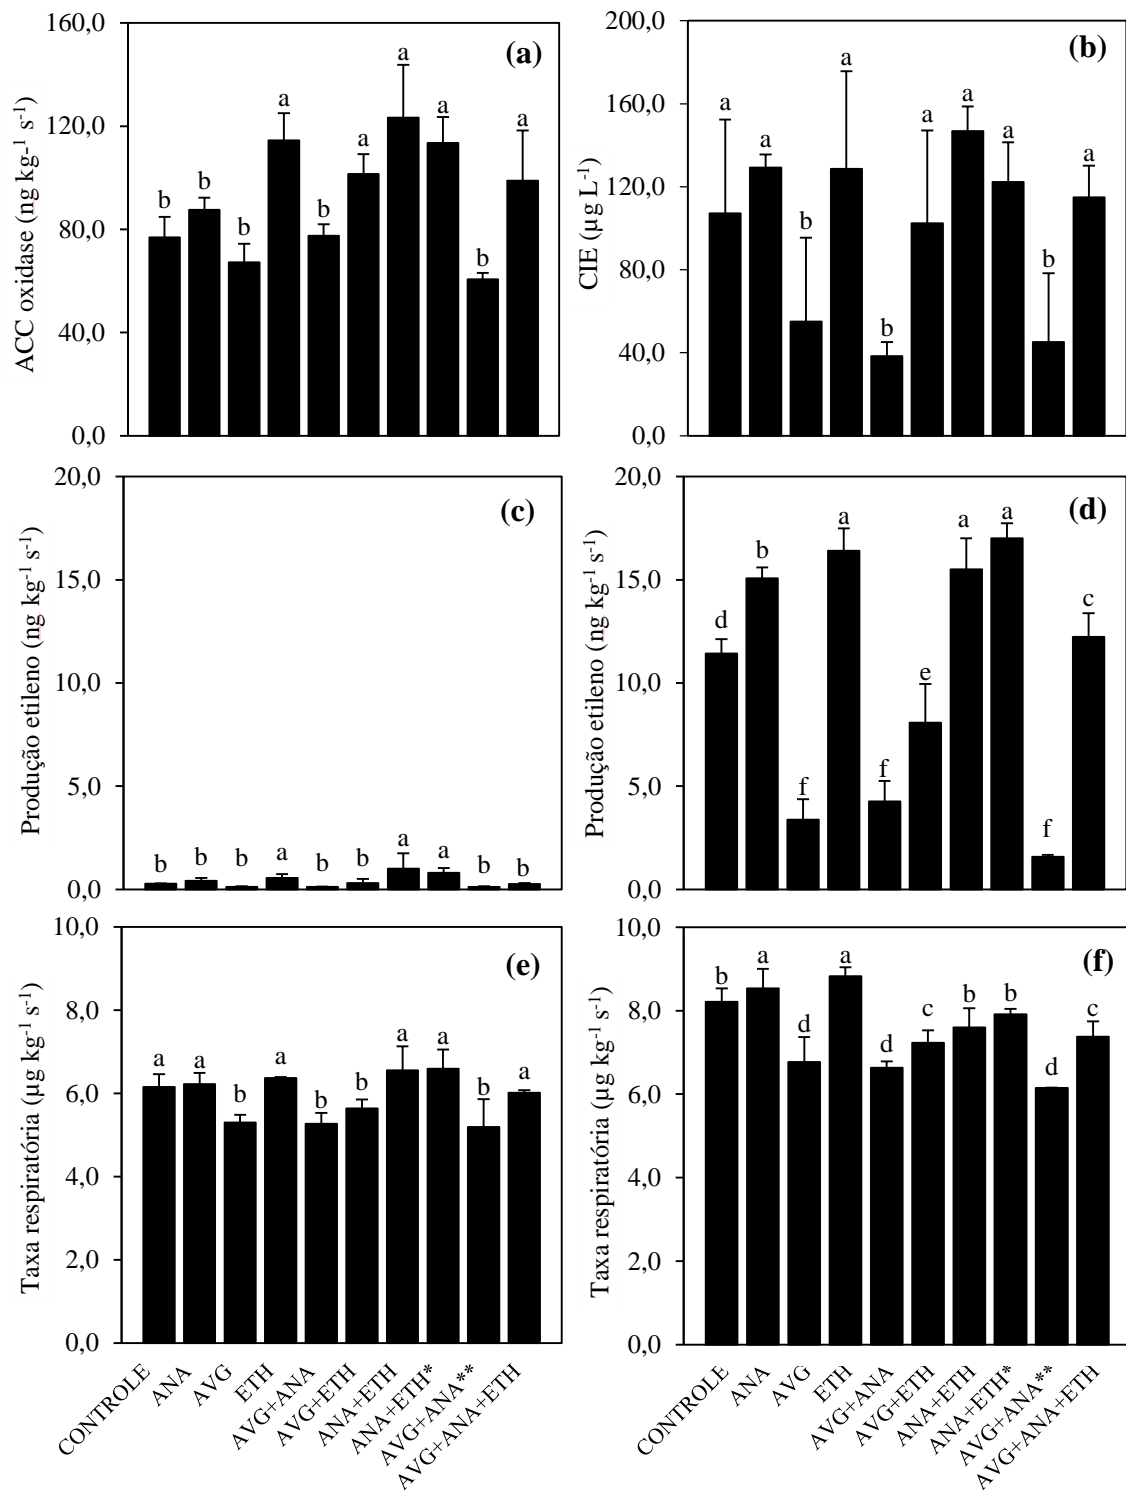 160,0
120,0
80,0
40,0
0,0
ACC oxidase (ng kg-¹ s⁻¹)
(a)
b
b
b
a
b
a
a
a
b
a
200,0
160,0
120,0
80,0
40,0
0,0
CIE (µg L⁻¹)
(b)
a
a
b
a
b
a
a
a
b
a
20,0
15,0
10,0
5,0
0,0
Produção etileno (ng kg⁻¹ s⁻¹)
(c)
b
b
b
a
b
b
a
a
b
b
20,0
15,0
10,0
5,0
0,0
Produção etileno (ng kg⁻¹ s⁻¹)
(d)
d
b
f
a
f
e
a
a
f
c
10,0
8,0
6,0
4,0
2,0
0,0
Taxa respiratória (µg kg⁻¹ s⁻¹)
(e)
a
a
b
a
b
b
a
a
b
a
CONTROLE
ANA
AVG
ETH
AVG+ANA
AVG+ETH
ANA+ETH
ANA+ETH*
AVG+ANA**
AVG+ANA+ETH
10,0
8,0
6,0
4,0
2,0
0,0
Taxa respiratória (µg kg⁻¹ s⁻¹)
(f)
b
a
d
a
d
c
b
b
d
c
CONTROLE
ANA
AVG
ETH
AVG+ANA
AVG+ETH
ANA+ETH
ANA+ETH*
AVG+ANA**
AVG+ANA+ETH